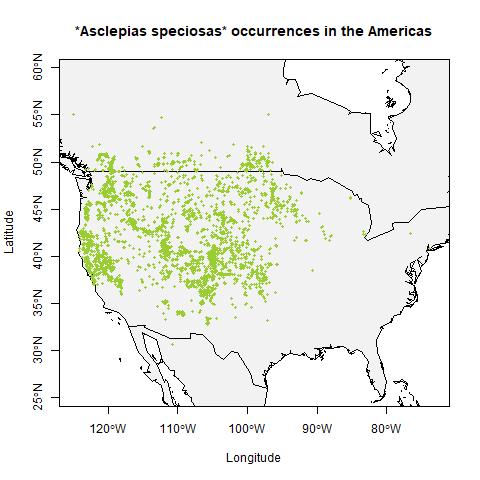 *Asclepias speciosas* occurrences in the Americas
60°N
55°N
50°N
45°N
40°N
35°N
30°N
25°N
Latitude
120°W
110°W
100°W
90°W
80°W
Longitude